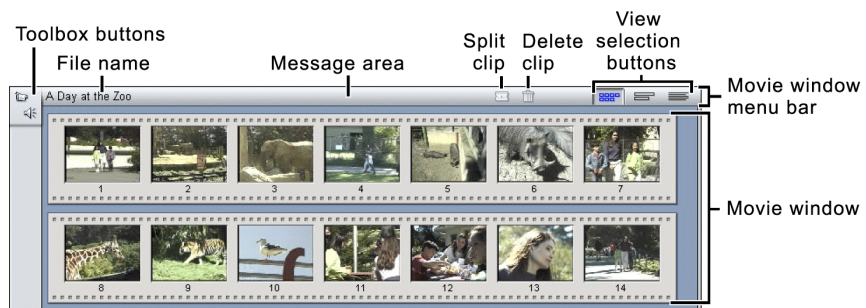 Toolbox buttons
File name
Message area
Split
clip
Delete
clip
View
selection
buttons
A Day at the Zoo
Movie window
menu bar
1 2 3 4 5 6 7
Movie window
8 9 10 11 12 13 14